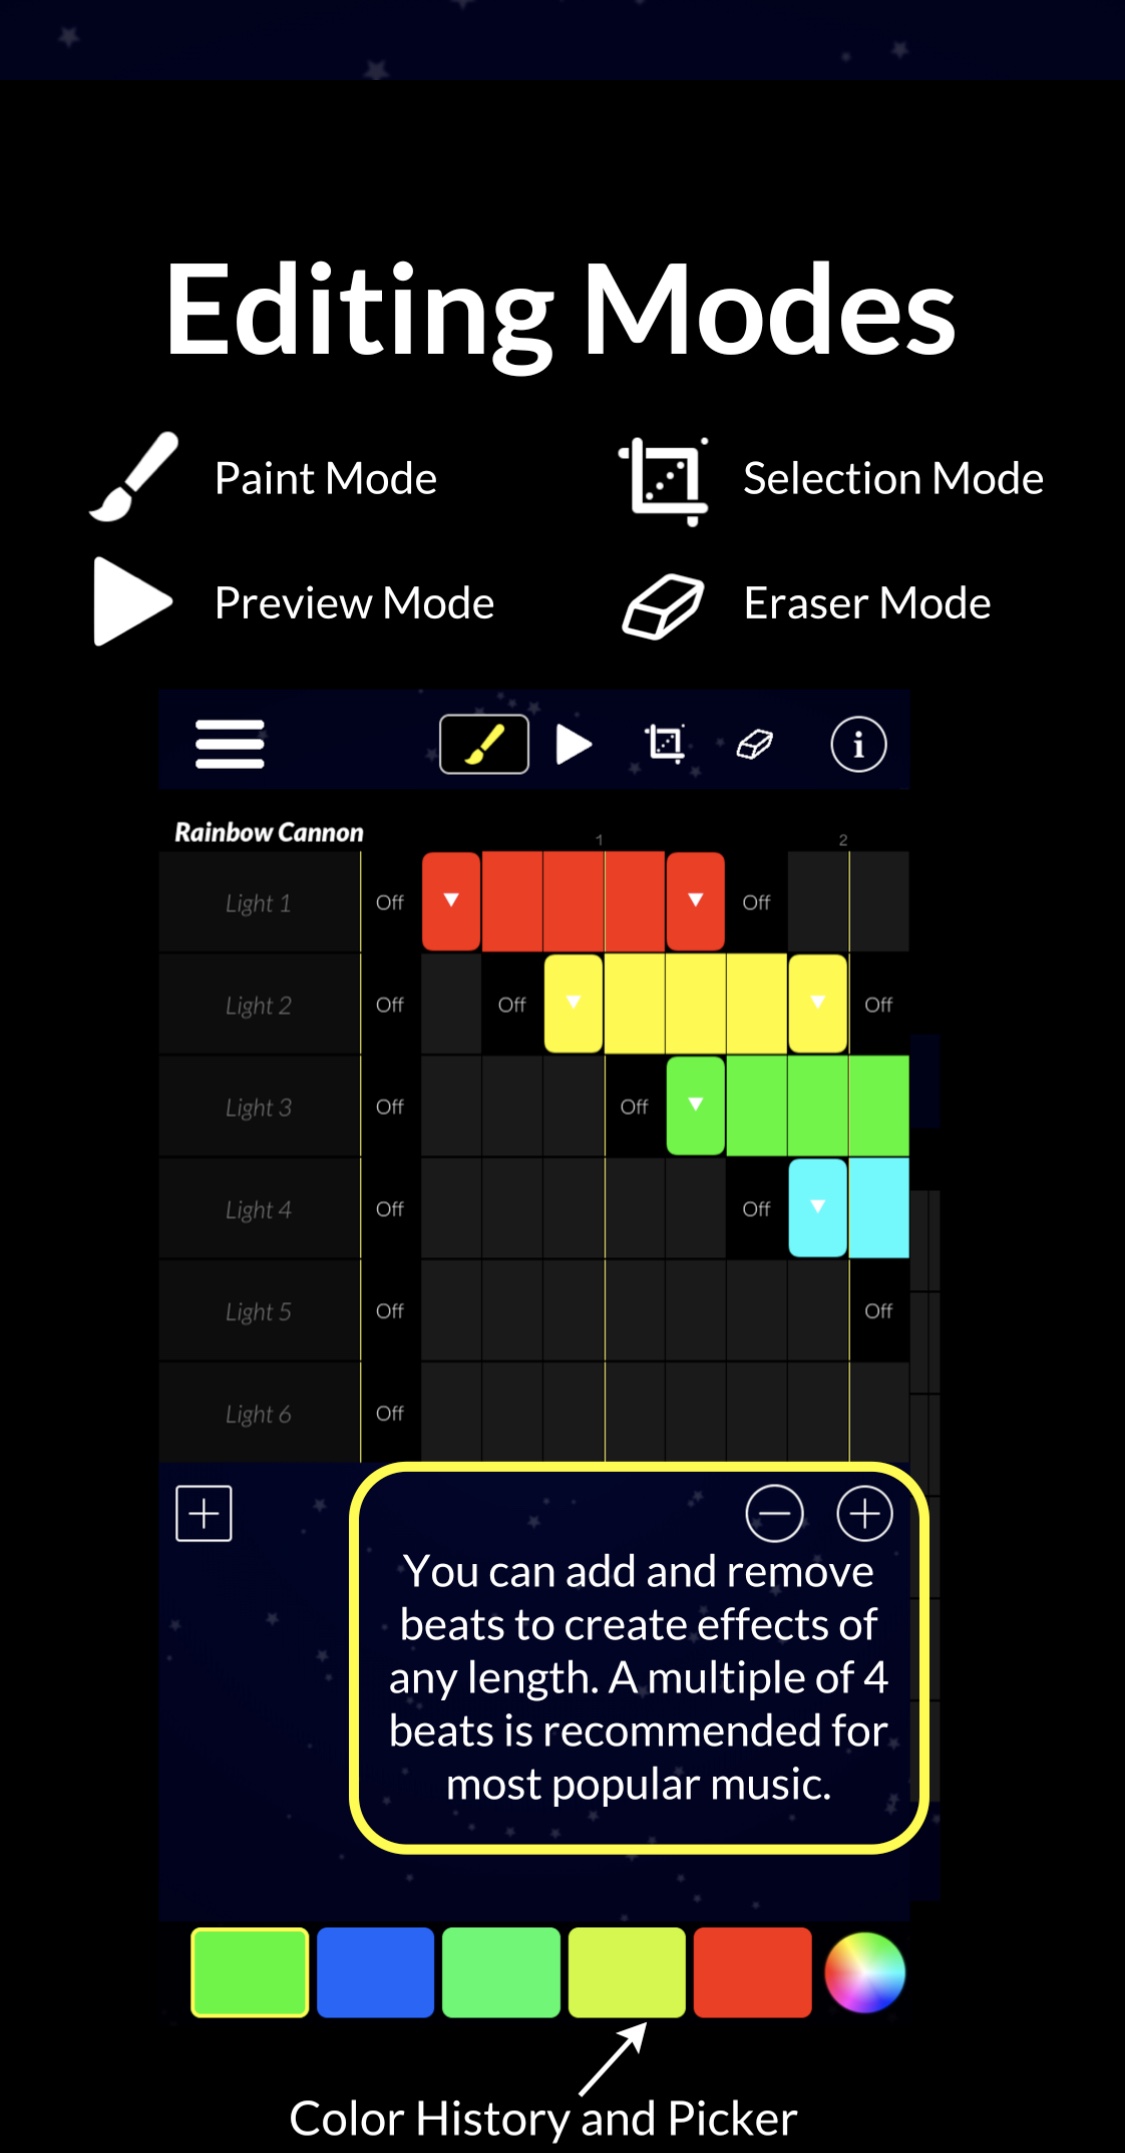 Editing Modes
Paint Mode
Selection Mode
Preview Mode
Eraser Mode
i
Rainbow Cannon
1
2
Light 1
Off
Off
Light 2
Off
Off
Off
Light 3
Off
Off
Light 4
Off
Off
Light 5
Off
Off
Light 6
Off
You can add and remove
beats to create effects of
any length. A multiple of 4
beats is recommended for
most popular music.
Color History and Picker